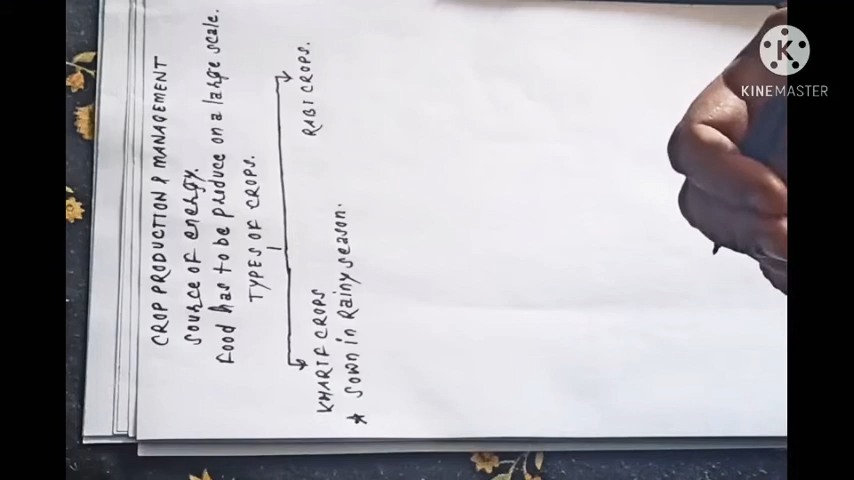 CROP PRODUCTION & MANAGEMENT
source of energy.
Food has to be produce on a large scale.
TYPES OF CROPS.
KHARIF CROPS
RABI CROPS.
* Sown in Rainy season.
K
KINEMASTER